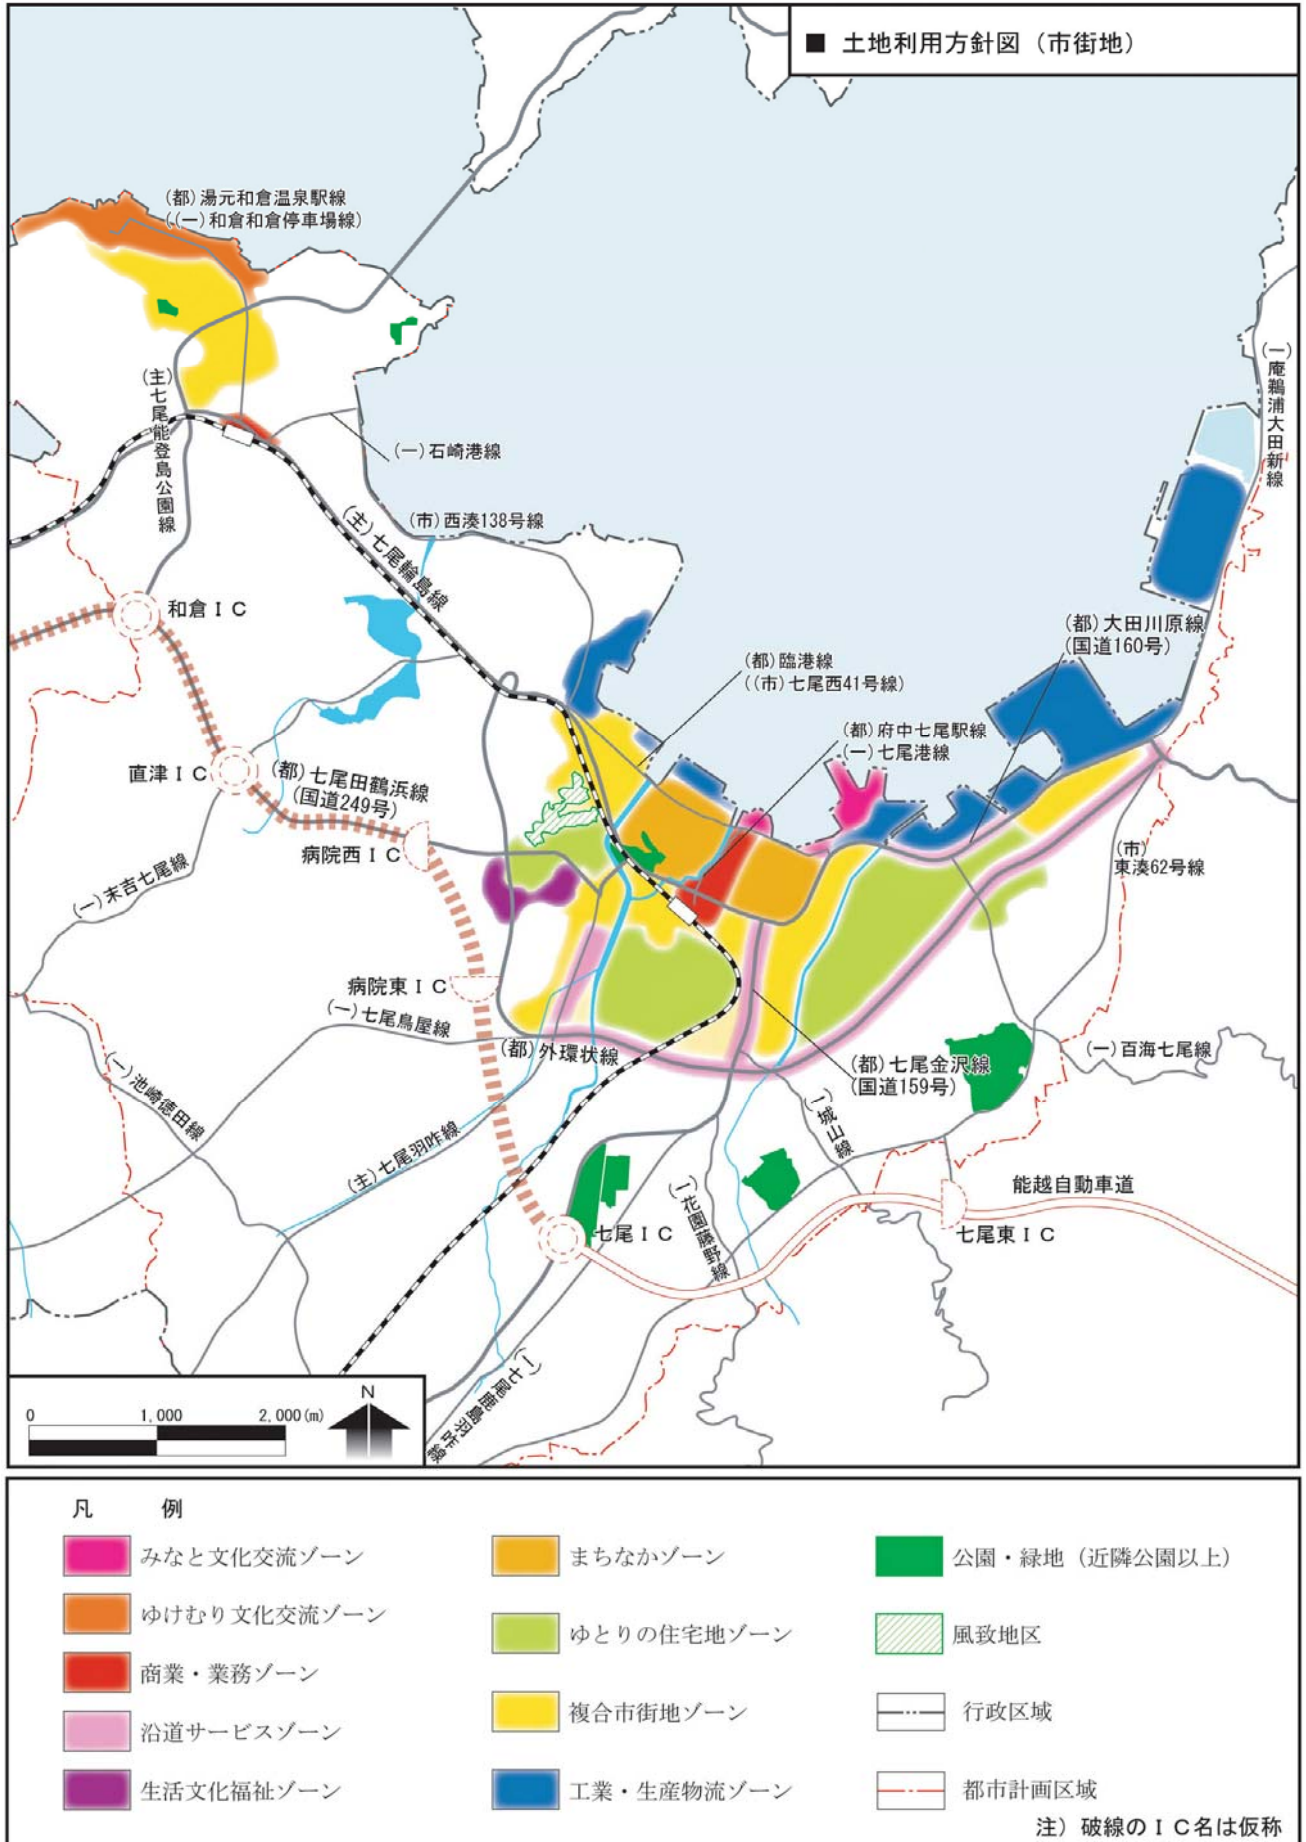 ■ 土地利用方針図（市街地）
(都)湯元和倉温泉駅線
((一)和倉和倉停車場線)
(主)七尾能登島公園線
(一)石崎港線
(一)庵鵜浦大田新線
(市)西湊138号線
(主)七尾輪島線
和倉ＩＣ
(都)大田川原線
(国道160号)
(都)臨港線
((市)七尾西41号線)
(都)府中七尾駅線
(一)七尾港線
直津ＩＣ
(都)七尾田鶴浜線
(国道249号)
病院西ＩＣ
(市)
東湊62号線
(一)末吉七尾線
病院東ＩＣ
(一)七尾鳥屋線
(都)外環状線
(都)七尾金沢線
(国道159号)
(一)百海七尾線
(一)池崎徳田線
(主)七尾羽咋線
(一)城山線
(一)花園藤野線
能越自動車道
七尾ＩＣ
七尾東ＩＣ
(一)七尾鹿島羽咋線
0 1,000 2,000(m)
N
凡 例
みなと文化交流ゾーン
ゆけむり文化交流ゾーン
商業・業務ゾーン
沿道サービスゾーン
生活文化福祉ゾーン
まちなかゾーン
ゆとりの住宅地ゾーン
複合市街地ゾーン
工業・生産物流ゾーン
公園・緑地（近隣公園以上）
風致地区
行政区域
都市計画区域
注）破線のＩＣ名は仮称